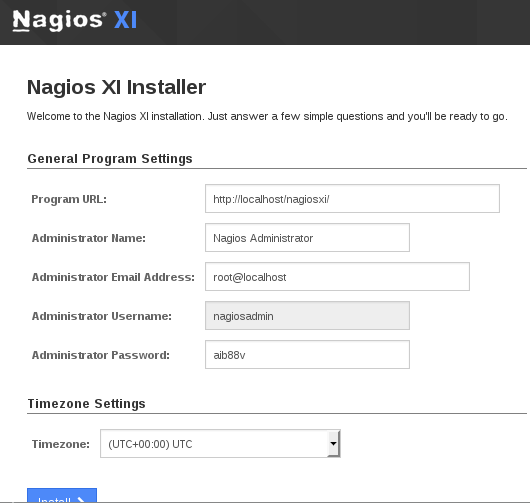 Nagios® XI
Nagios XI Installer
Welcome to the Nagios XI installation. Just answer a few simple questions and you'll be ready to go.
General Program Settings
Program URL: http://localhost/nagiosxi/
Administrator Name: Nagios Administrator
Administrator Email Address: root@localhost
Administrator Username: nagiosadmin
Administrator Password: aib88v
Timezone Settings
Timezone: (UTC+00:00) UTC
Install